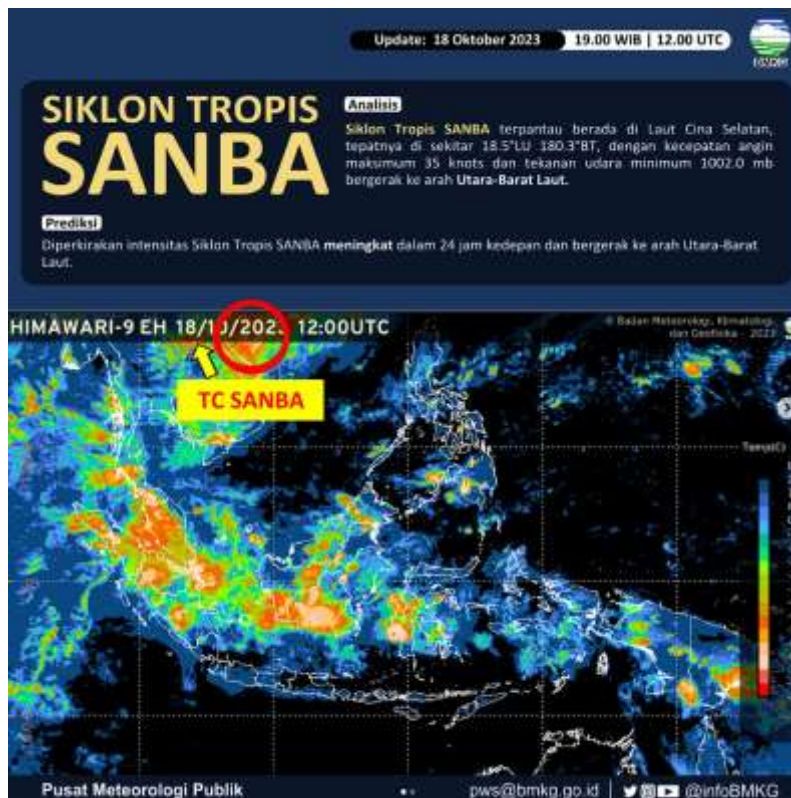 Update: 18 Oktober 2023
19.00 WIB | 12.00 UTC
SIKLON TROPIS
SANBA
Analisis
Siklon Tropis SANBA terpantau berada di Laut Cina Selatan,
tepatnya di sekitar 18.5°LU 180.3°BT, dengan kecepatan angin
maksimum 35 knots dan tekanan udara minimum 1002.0 mb
bergerak ke arah Utara-Barat Laut.
Prediksi
Diperkirakan intensitas Siklon Tropis SANBA meningkat dalam 24 jam kedepan dan bergerak ke arah Utara-Barat
Laut.
HIMAWARI-9 EH 18/10/2023 12:00UTC
© Badan Meteorologi, Klimatologi,
dan Geofisika - 2023
TC SANBA
Temp(C)
Pusat Meteorologi Publik
pws@bmkg.go.id | @infoBMKG